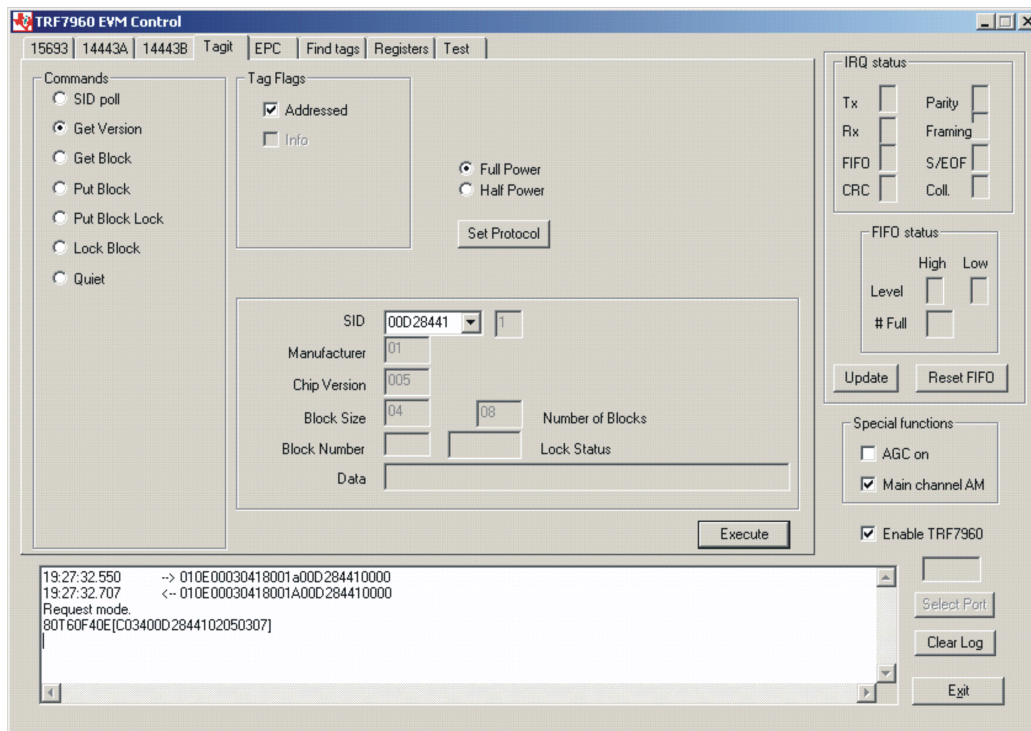 TRF7960 EVM Control
15693 14443A 14443B Tagit EPC Find tags Registers Test
Commands
SID poll
Get Version
Get Block
Put Block
Put Block Lock
Lock Block
Quiet
Tag Flags
Addressed
Info
Full Power
Half Power
Set Protocol
SID 00D28441 1
Manufacturer 01
Chip Version 005
Block Size 04 08 Number of Blocks
Block Number Lock Status
Data
Execute
IRQ status
Tx Parity
Rx Framing
FIFO S/EOF
CRC Coll.
FIFO status
High Low
Level
# Full
Update Reset FIFO
Special functions
AGC on
Main channel AM
Enable TRF7960
Select Port
Clear Log
Exit
19:27:32.550 --> 010E00030418001a00D284410000
19:27:32.707 <-- 010E00030418001A00D284410000
Request mode.
80T60F40E[C03400D2844102050307]